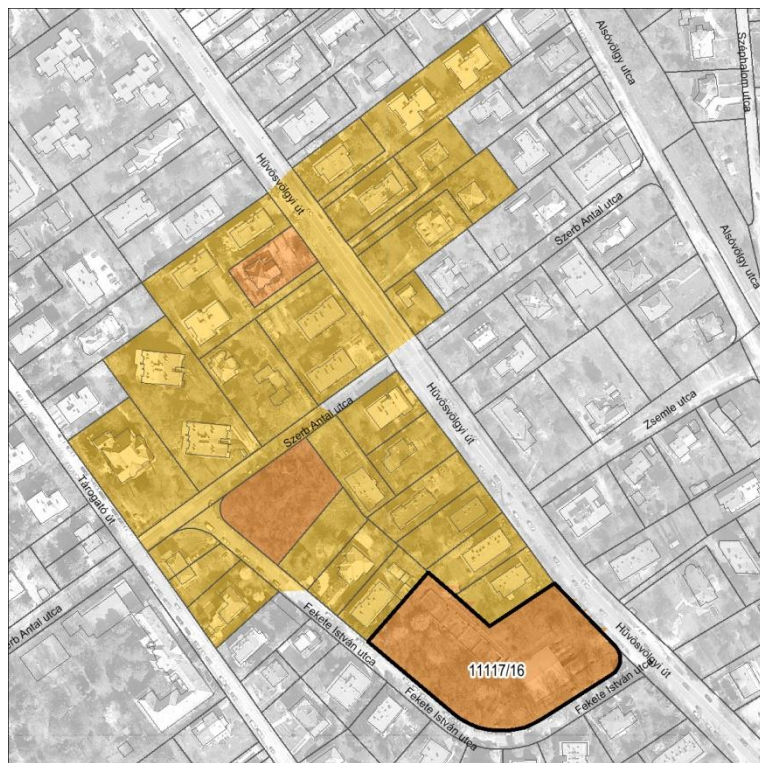 Alsóvölgy utca
Széphalom utca
Hűvösvölgyi út
Szerb Antal utca
Alsóvölgy utca
Hűvösvölgyi út
Zsemle utca
Szerb Antal utca
Tárogató út
Fekete István utca
erb Antal utca
Hűvösvölgyi út
11117/16
Fekete István utca
Fekete István utca